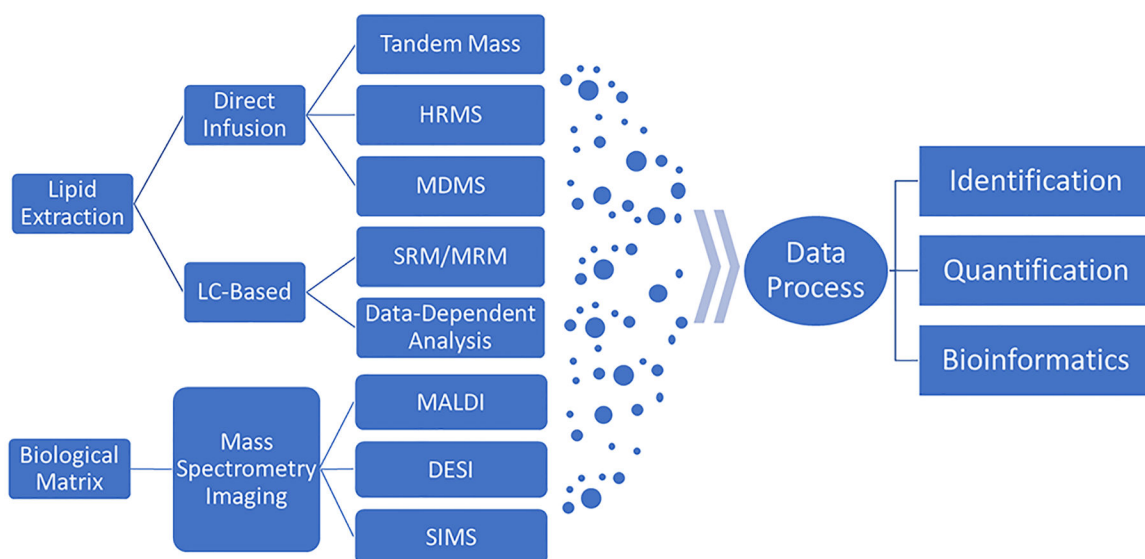 Lipid
Extraction
Direct
Infusion
Tandem Mass
HRMS
MDMS
LC-Based
SRM/MRM
Data-Dependent
Analysis
Biological
Matrix
Mass
Spectrometry
Imaging
MALDI
DESI
SIMS
Data
Process
Identification
Quantification
Bioinformatics